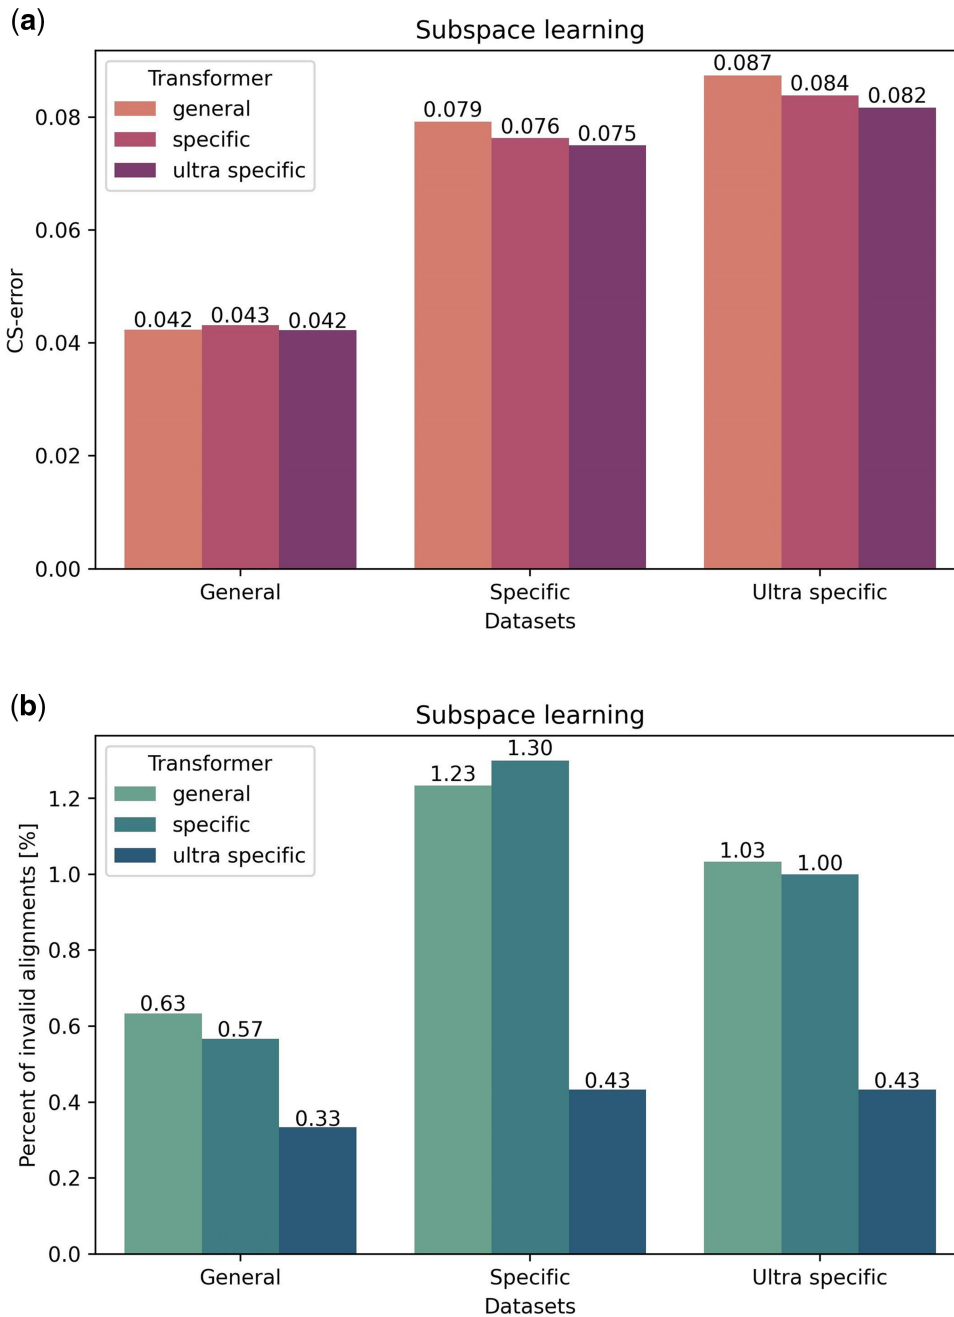 (a)
Subspace learning
Transformer
general
specific
ultra specific
0.042
0.043
0.042
0.079
0.076
0.075
0.087
0.084
0.082
0.08
0.06
0.04
0.02
0.00
CS-error
General
Specific
Ultra specific
Datasets
(b)
Subspace learning
Transformer
general
specific
ultra specific
0.63
0.57
0.33
1.23
1.30
0.43
1.03
1.00
0.43
1.2
1.0
0.8
0.6
0.4
0.2
0.0
Percent of invalid alignments [%]
General
Specific
Ultra specific
Datasets